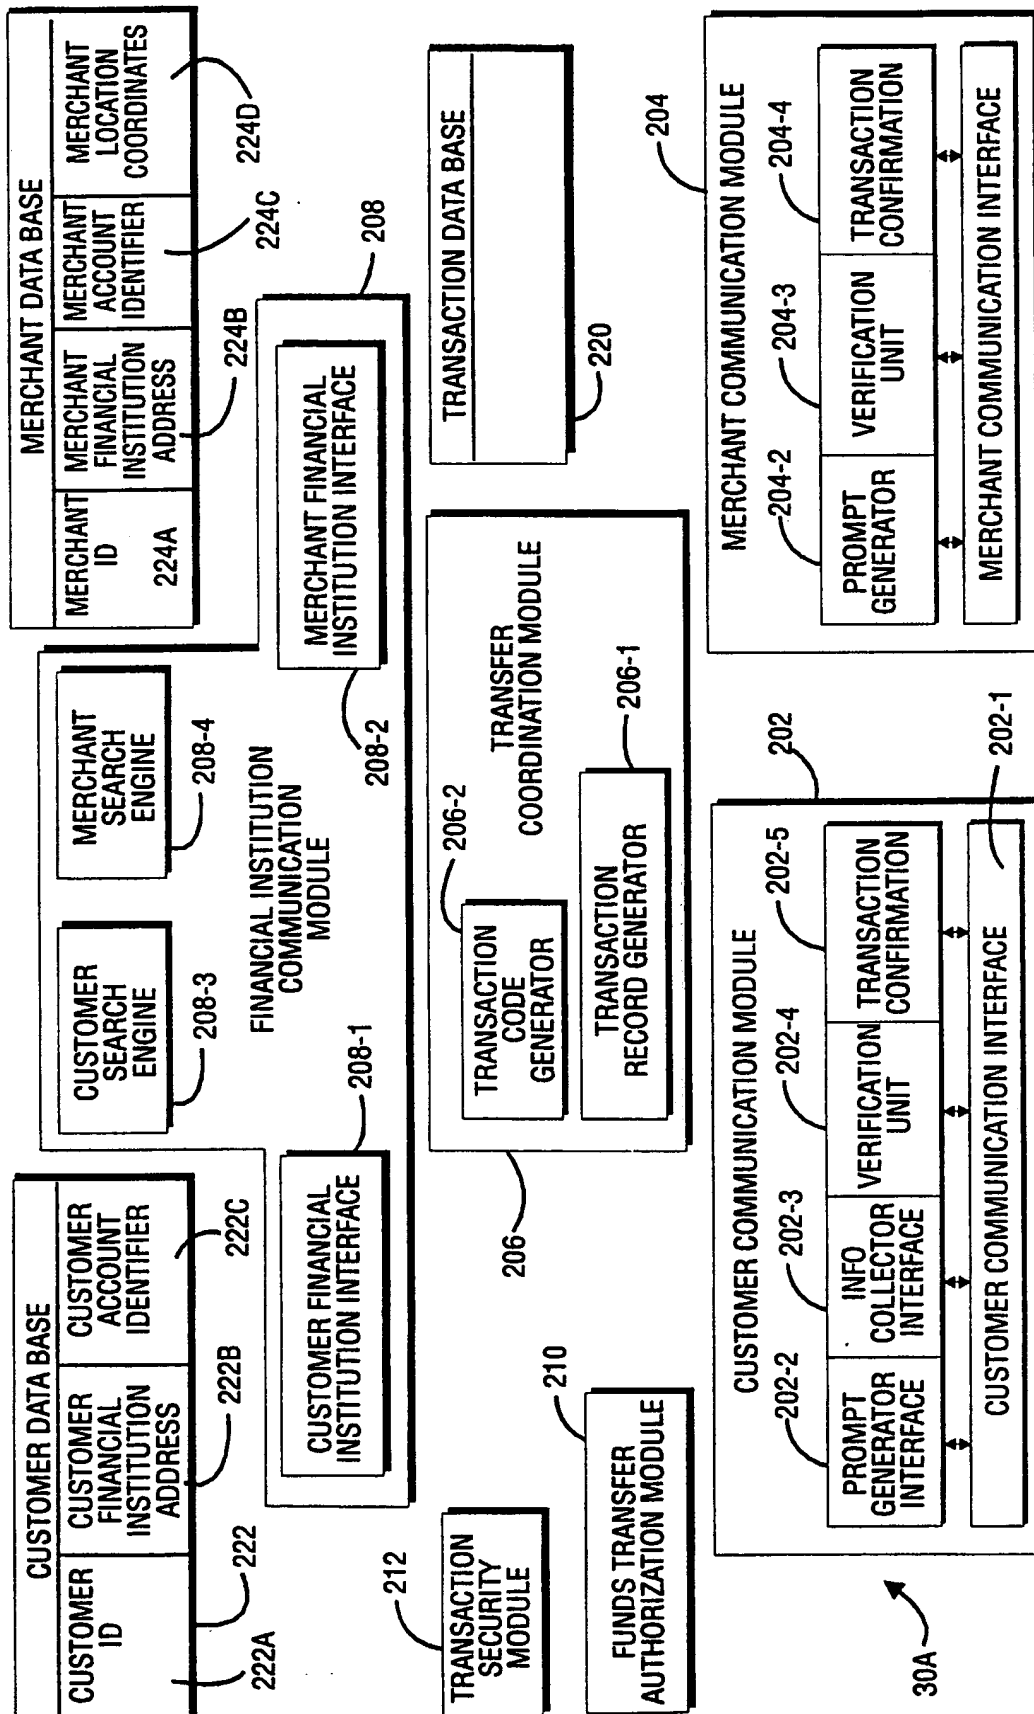 CUSTOMER DATA BASE
CUSTOMER
ID
222A
CUSTOMER
FINANCIAL
INSTITUTION
ADDRESS
222B
CUSTOMER
ACCOUNT
IDENTIFIER
222C
222
CUSTOMER
SEARCH
ENGINE
208-3
MERCHANT
SEARCH
ENGINE
208-4
FINANCIAL INSTITUTION
COMMUNICATION
MODULE
CUSTOMER FINANCIAL
INSTITUTION INTERFACE
208-1
MERCHANT FINANCIAL
INSTITUTION INTERFACE
208-2
208
MERCHANT DATA BASE
MERCHANT
ID
224A
MERCHANT
FINANCIAL
INSTITUTION
ADDRESS
224B
MERCHANT
ACCOUNT
IDENTIFIER
224C
MERCHANT
LOCATION
COORDINATES
224D
TRANSACTION
SECURITY
MODULE
212
FUNDS TRANSFER
AUTHORIZATION MODULE
210
TRANSFER
COORDINATION MODULE
TRANSACTION
CODE
GENERATOR
206-2
TRANSACTION
RECORD GENERATOR
206-1
206
TRANSACTION DATA BASE
220
CUSTOMER COMMUNICATION MODULE
202
202-2
202-3
202-4
202-5
PROMPT
GENERATOR
INTERFACE
INFO
COLLECTOR
INTERFACE
VERIFICATION
UNIT
TRANSACTION
CONFIRMATION
CUSTOMER COMMUNICATION INTERFACE
202-1
MERCHANT COMMUNICATION MODULE
204
204-2
204-3
204-4
PROMPT
GENERATOR
VERIFICATION
UNIT
TRANSACTION
CONFIRMATION
MERCHANT COMMUNICATION INTERFACE
30A